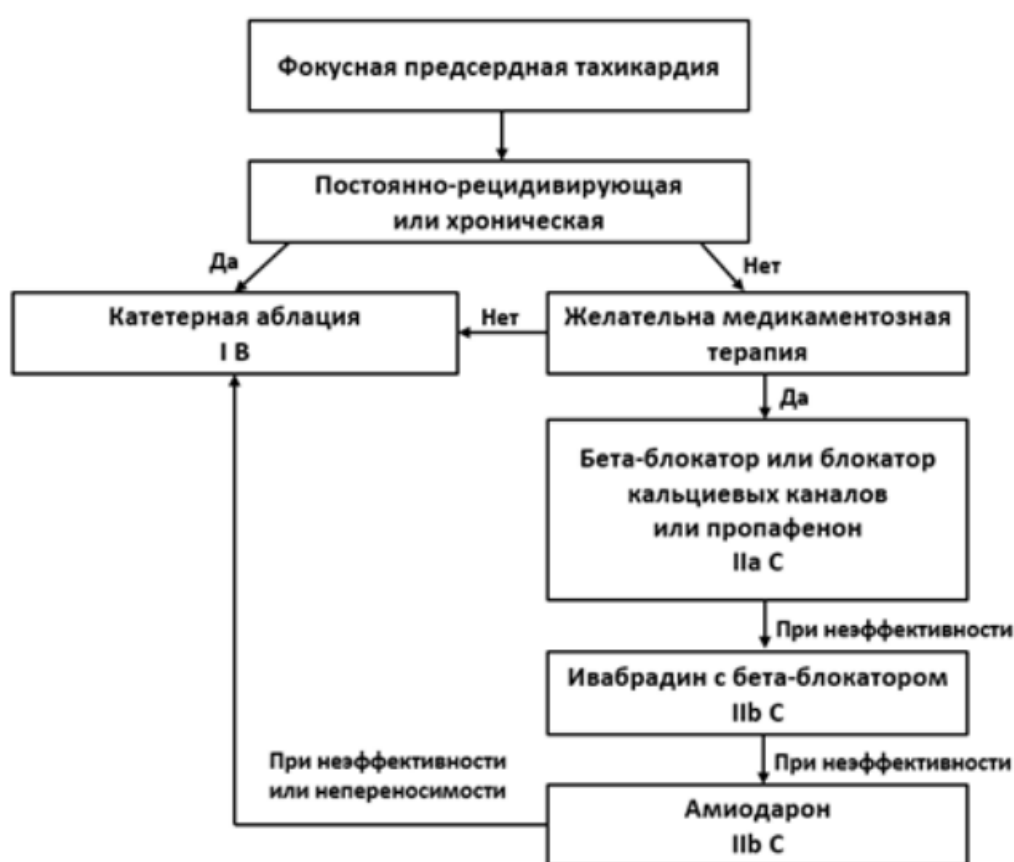 Фокусная предсердная тахикардия
Постоянно-рецидивирующая
или хроническая
Да
Нет
Катетерная аблация
I B
Нет
Желательна медикаментозная
терапия
Да
Бета-блокатор или блокатор
кальциевых каналов
или пропафенон
IIa C
При неэффективности
Ивабрадин с бета-блокатором
IIb C
При неэффективности
При неэффективности
или непереносимости
Амиодарон
IIb C